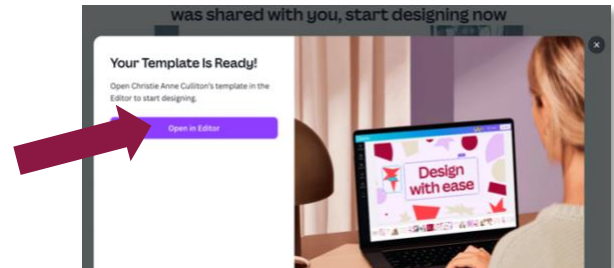 was shared with you, start designing now
Your Template Is Ready!
Open Christie Anne Culliton's template in the
Editor to start designing.
Open in Editor
Design
with ease